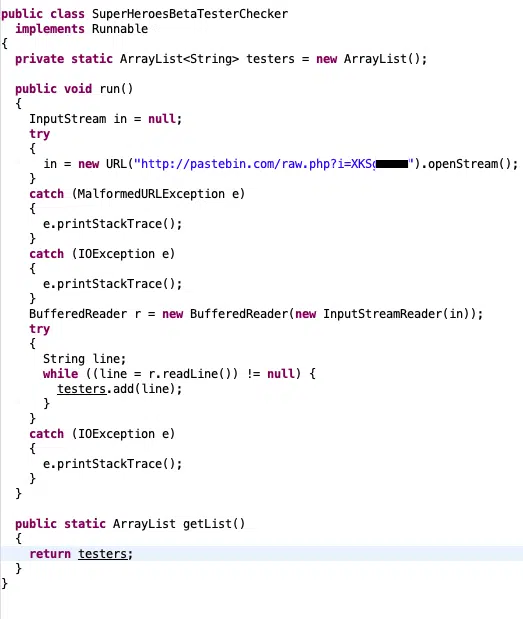 public class SuperHeroesBetaTesterChecker
  implements Runnable
{
  private static ArrayList<String> testers = new ArrayList();

  public void run()
  {
    InputStream in = null;
    try
    {
      in = new URL("http://pastebin.com/raw.php?i=XKS").openStream();
    }
    catch (MalformedURLException e)
    {
      e.printStackTrace();
    }
    catch (IOException e)
    {
      e.printStackTrace();
    }
    BufferedReader r = new BufferedReader(new InputStreamReader(in));
    try
    {
      String line;
      while ((line = r.readLine()) != null) {
        testers.add(line);
      }
    }
    catch (IOException e)
    {
      e.printStackTrace();
    }
  }

  public static ArrayList getList()
  {
    return testers;
  }
}